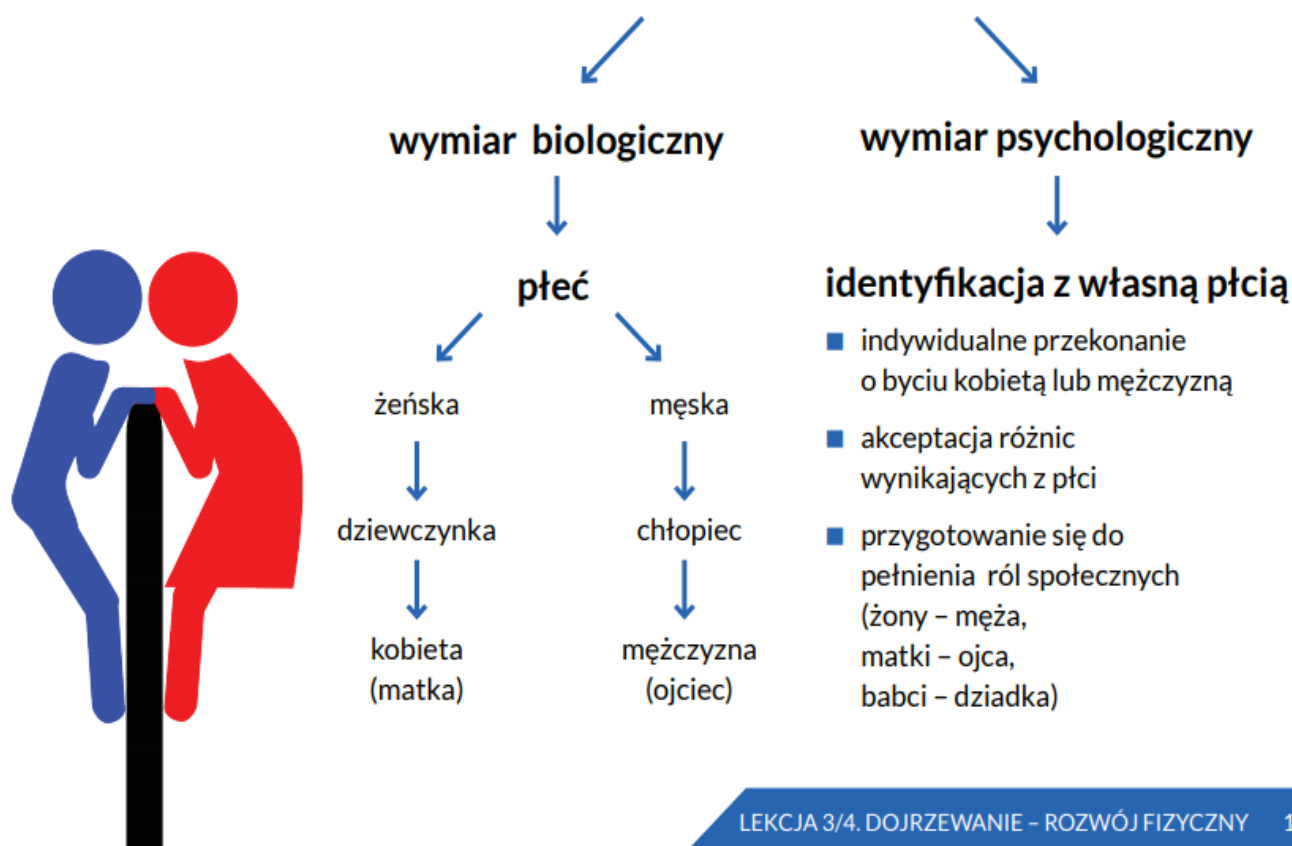 wymiar biologiczny
płeć
żeńska
męska
dziewczynka
chłopiec
kobieta
(matka)
mężczyzna
(ojciec)
wymiar psychologiczny
identyfikacja z własną płcią
indywidualne przekonanie
o byciu kobietą lub mężczyzną
akceptacja różnic
wynikających z płci
przygotowanie się do
pełnienia ról społecznych
(żony – męża,
matki – ojca,
babci – dziadka)
LEKCJA 3/4. DOJRZEWANIE – ROZWÓJ FIZYCZNY